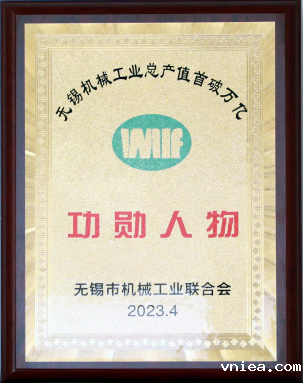 无锡机械工业总产值首破万亿
WMIf
功勋人物
无锡市机械工业联合会
2023.4
vniea.com